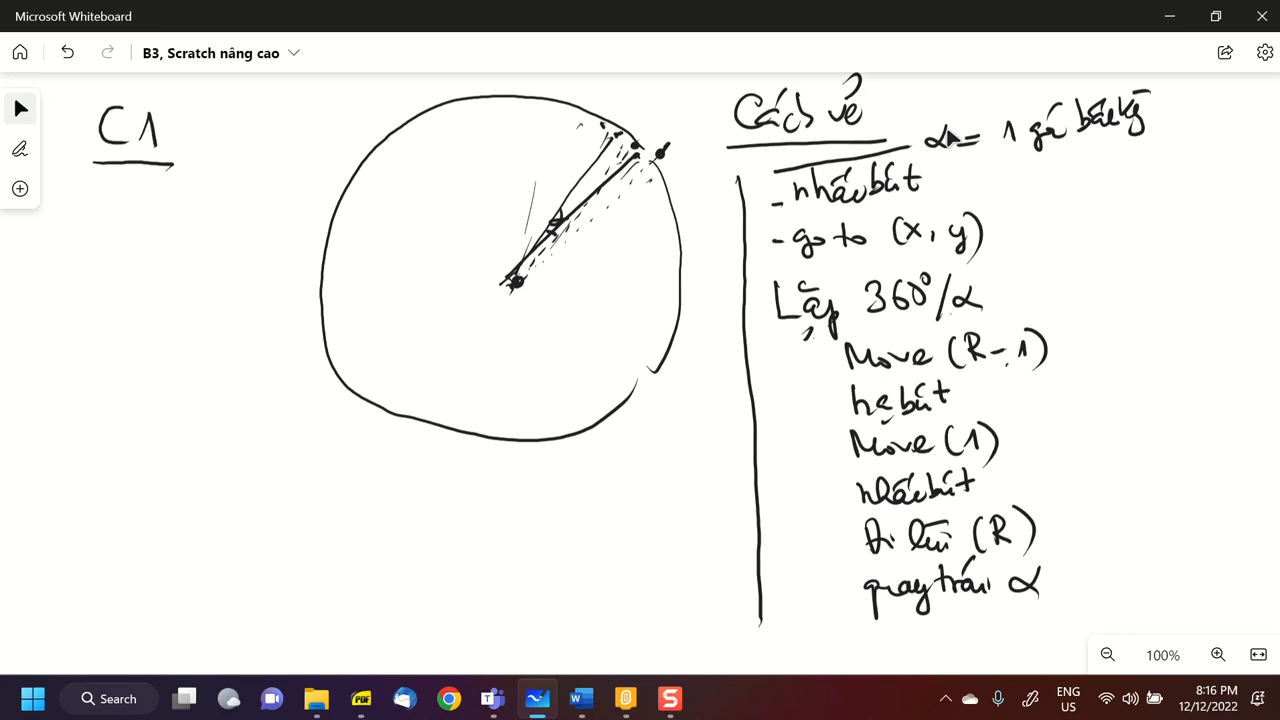 Microsoft Whiteboard
B3, Scratch nâng cao
C1
Cách vẽ
α = 1 giá trị bất kỳ
- nhấc bút
- go to (x, y)
Lặp 360°/α
Move (R-1)
hạ bút
Move (1)
nhấc bút
Đi lùi (R)
quay trái α
100%
Search
ENG
US
8:16 PM
12/12/2022